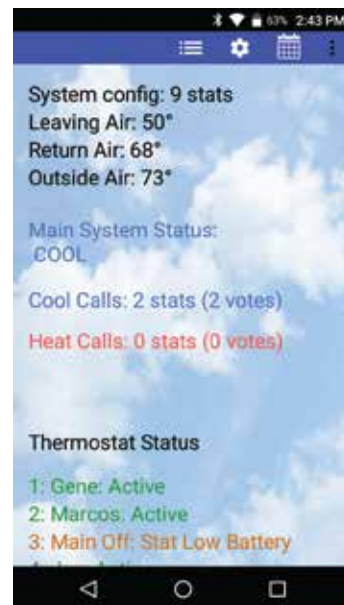 63% 2:43 PM
System config: 9 stats
Leaving Air: 50°
Return Air: 68°
Outside Air: 73°
Main System Status:
COOL
Cool Calls: 2 stats (2 votes)
Heat Calls: 0 stats (0 votes)
Thermostat Status
1: Gene: Active
2: Marcos: Active
3: Main Off: Stat Low Battery